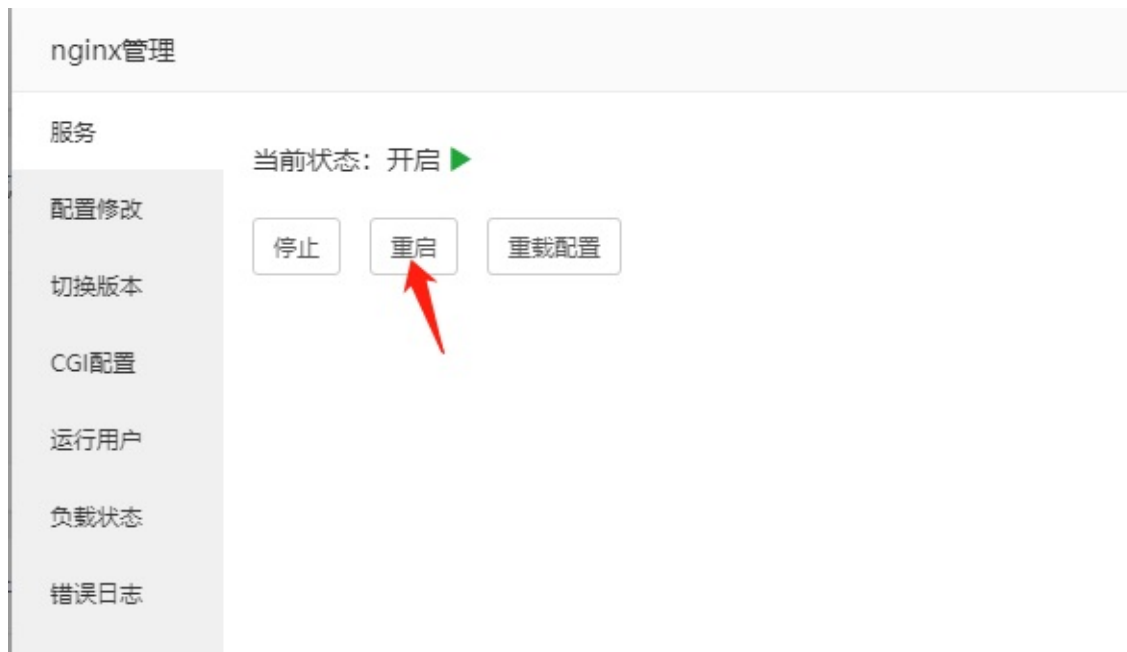 nginx管理
服务
当前状态：开启
停止 重启 重载配置
配置修改
切换版本
CGI配置
运行用户
负载状态
错误日志